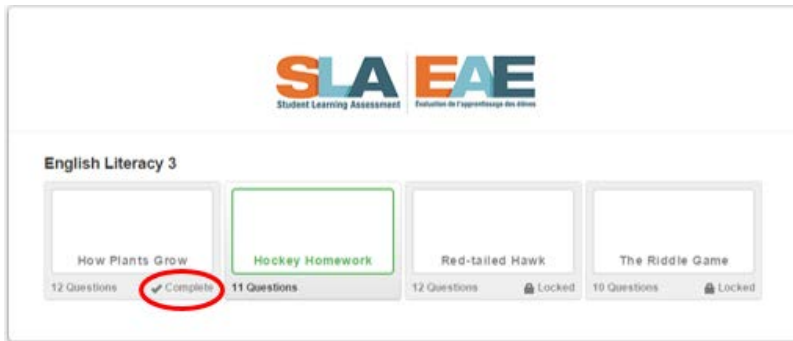 SLA EAE
Student Learning Assessment Évaluation de l'apprentissage des élèves
English Literacy 3
How Plants Grow
12 Questions Complete
Hockey Homework
11 Questions
Red-tailed Hawk
12 Questions Locked
The Riddle Game
10 Questions Locked